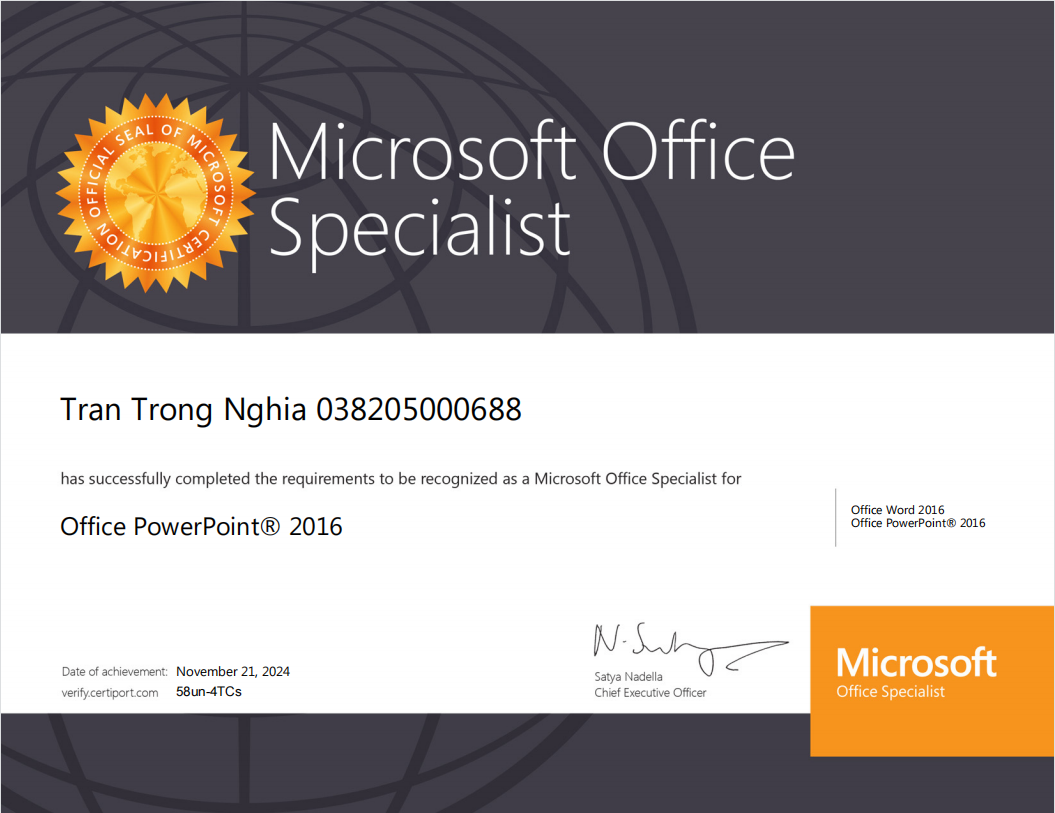 OFFICIAL SEAL OF MICROSOFT CERTIFICATION
Microsoft Office
Specialist
Tran Trong Nghia 038205000688
has successfully completed the requirements to be recognized as a Microsoft Office Specialist for
Office PowerPoint® 2016
Office Word 2016
Office PowerPoint® 2016
Date of achievement: November 21, 2024
verify.certiport.com 58un-4TCs
N. Satya
Satya Nadella
Chief Executive Officer
Microsoft
Office Specialist